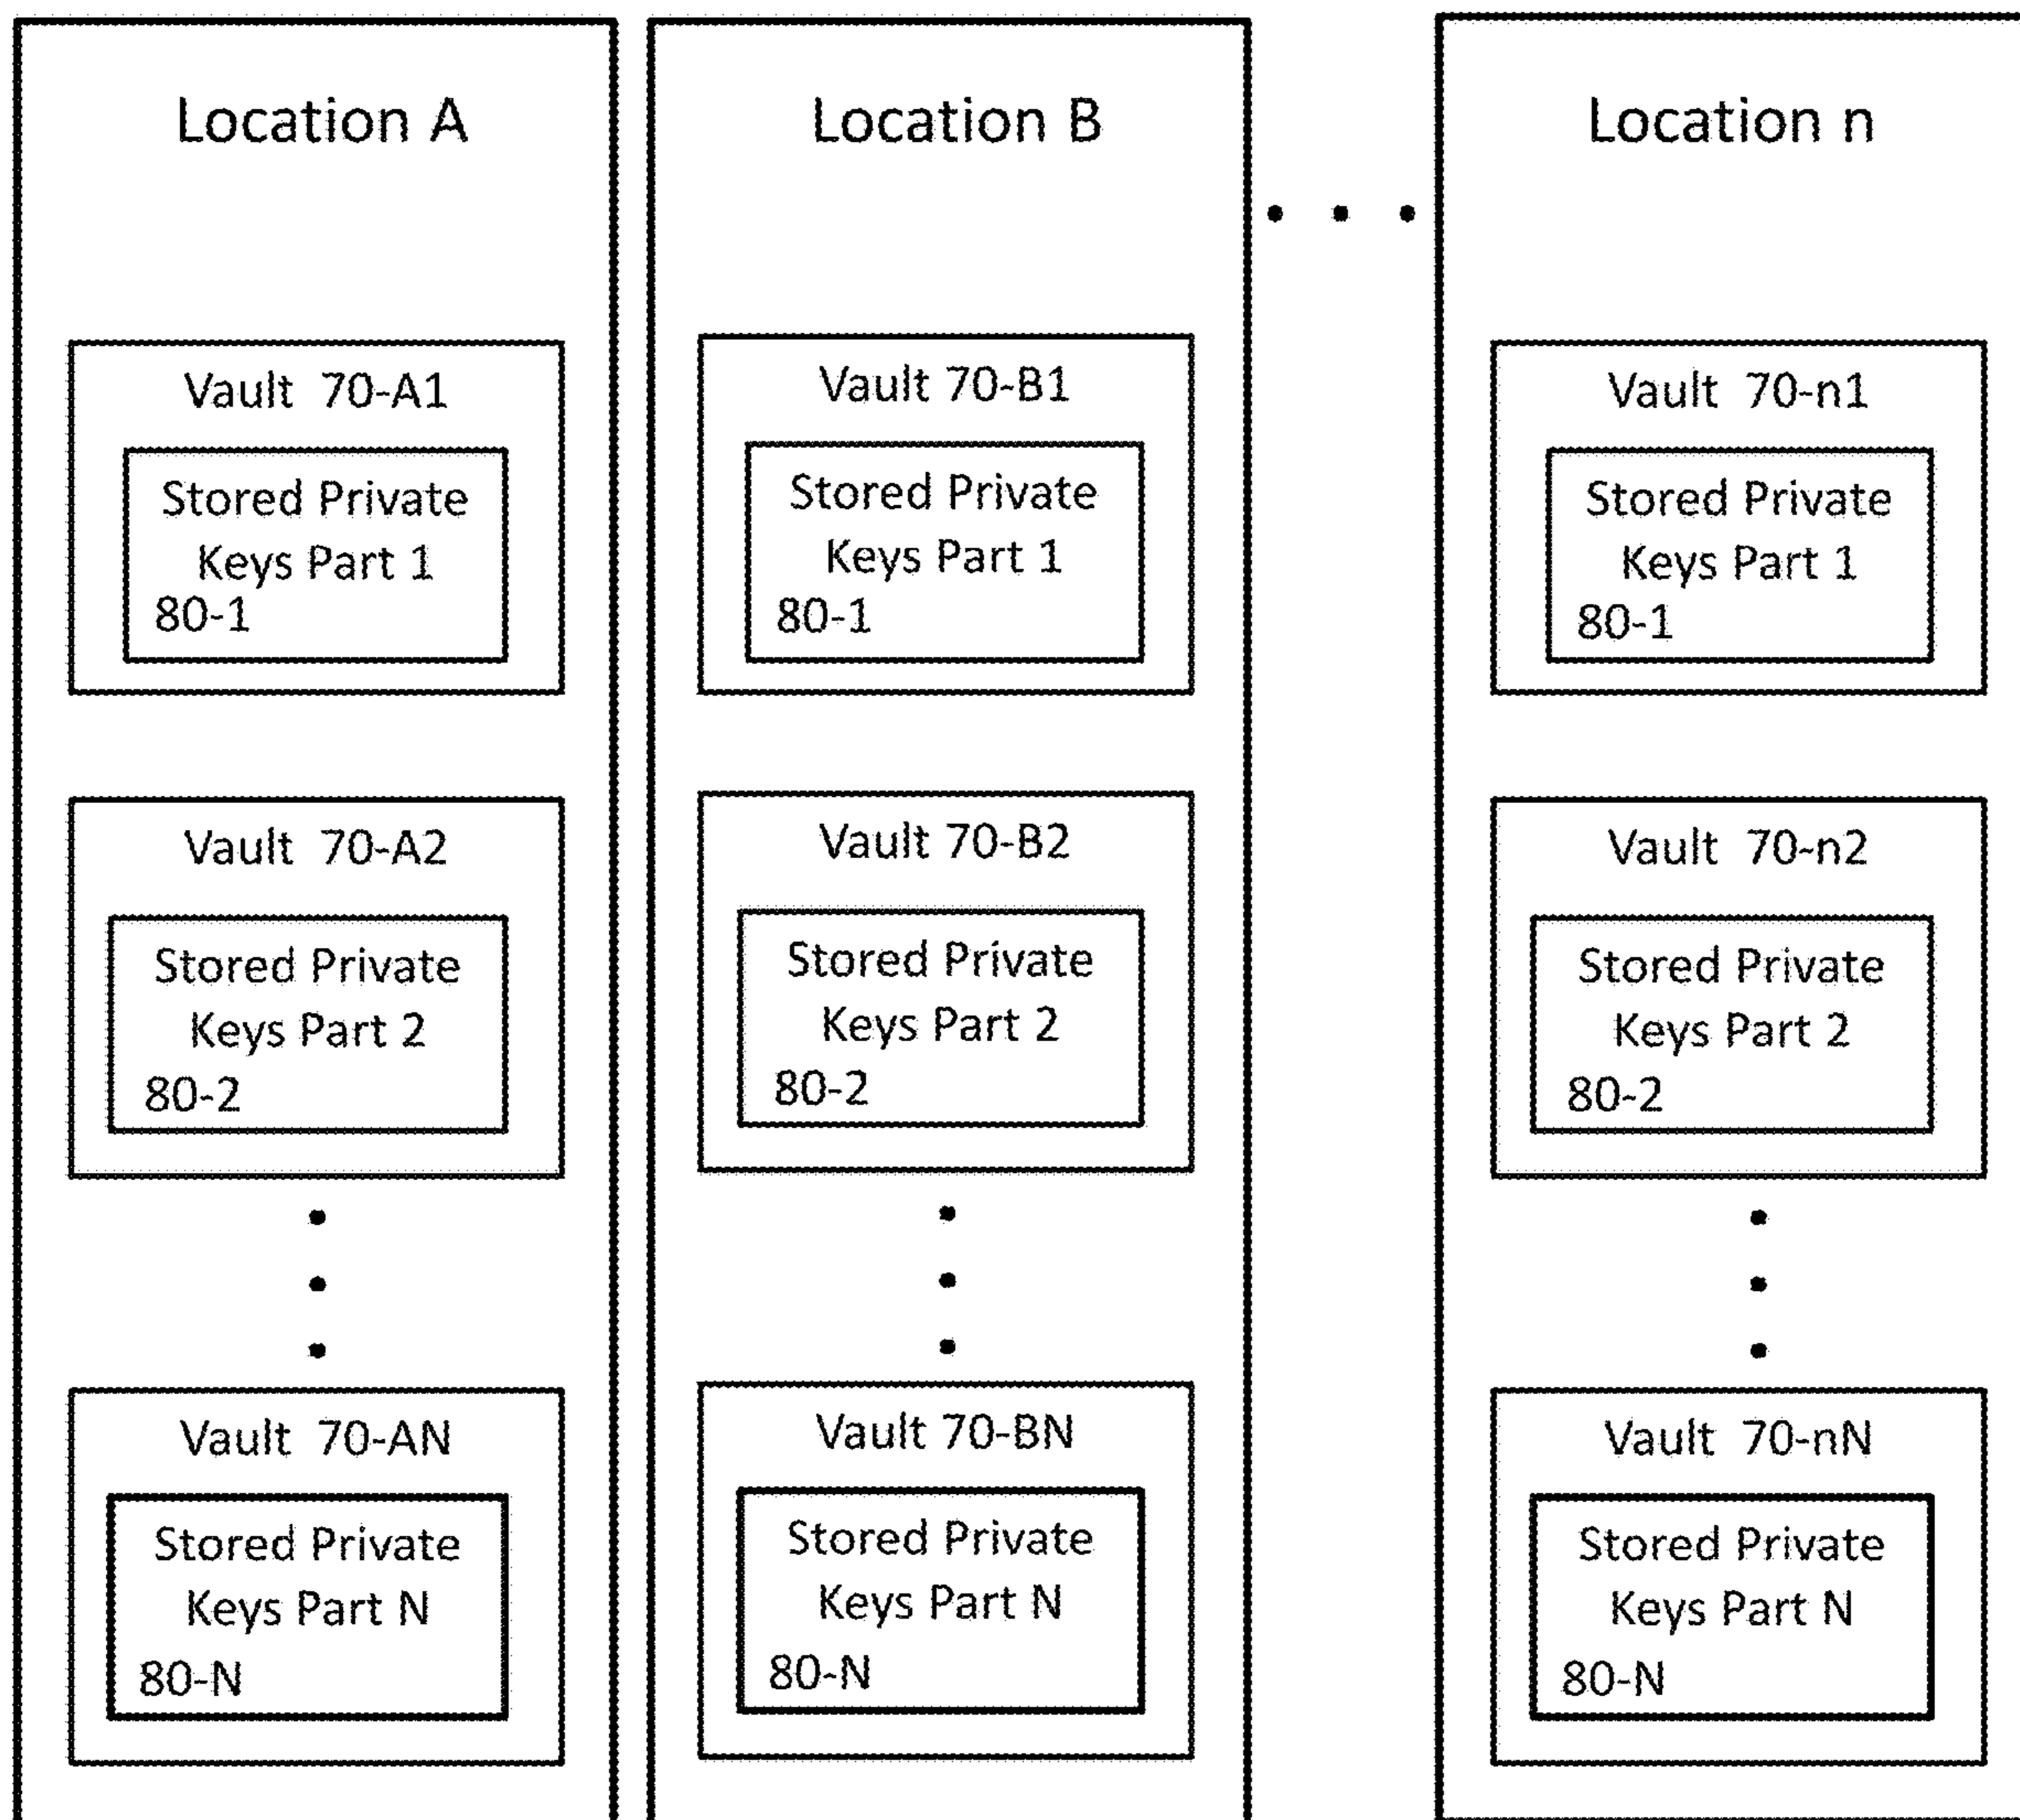 Location A
Vault 70-A1
Stored Private
Keys Part 1
80-1
Vault 70-A2
Stored Private
Keys Part 2
80-2
Vault 70-AN
Stored Private
Keys Part N
80-N
Location B
Vault 70-B1
Stored Private
Keys Part 1
80-1
Vault 70-B2
Stored Private
Keys Part 2
80-2
Vault 70-BN
Stored Private
Keys Part N
80-N
Location n
Vault 70-n1
Stored Private
Keys Part 1
80-1
Vault 70-n2
Stored Private
Keys Part 2
80-2
Vault 70-nN
Stored Private
Keys Part N
80-N